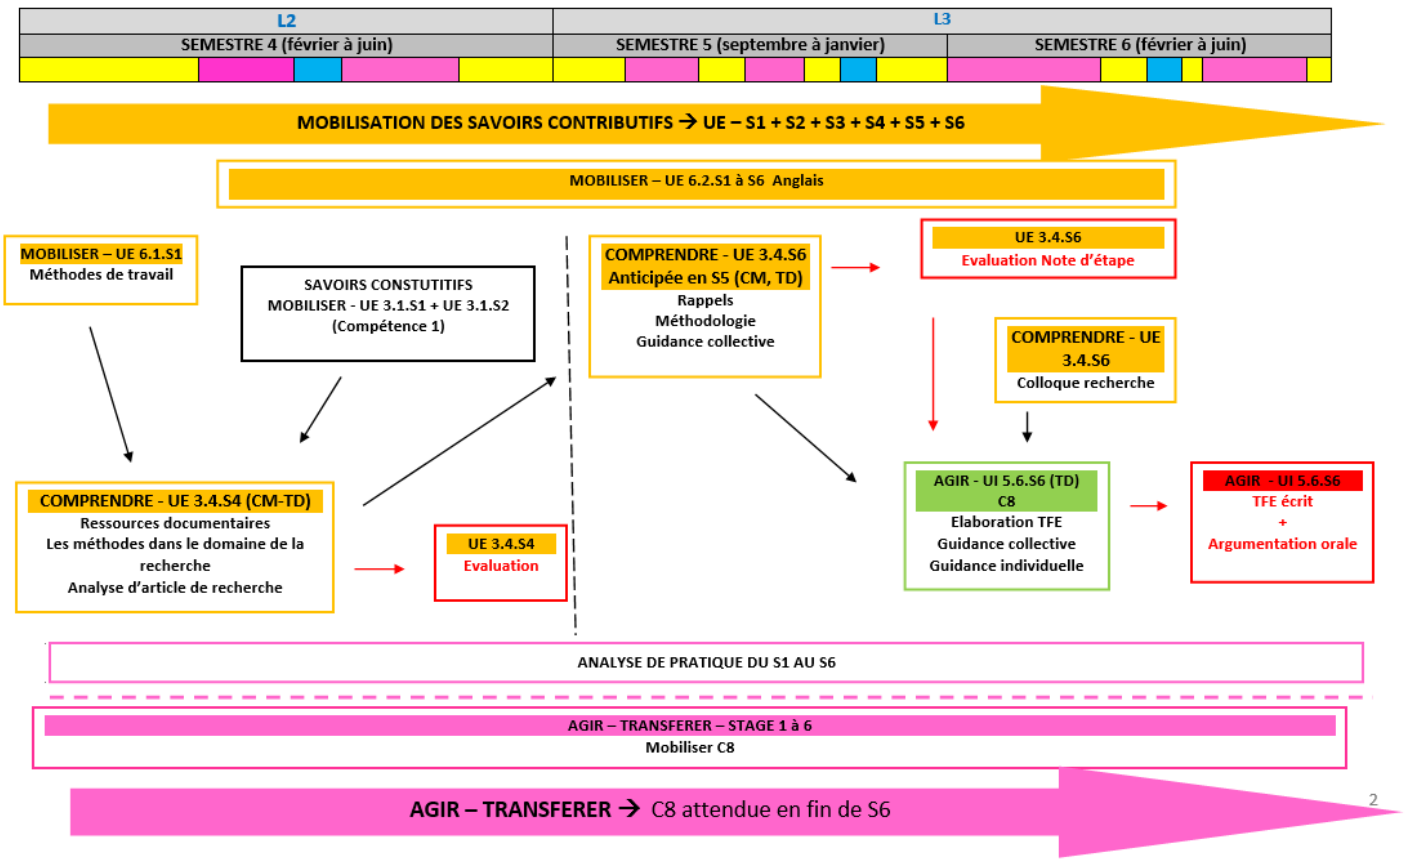 L2
L3
SEMESTRE 4 (février à juin)
SEMESTRE 5 (septembre à janvier)
SEMESTRE 6 (février à juin)
MOBILISATION DES SAVOIRS CONTRIBUTIFS → UE – S1 + S2 + S3 + S4 + S5 + S6
MOBILISER – UE 6.2.S1 à S6 Anglais
MOBILISER – UE 6.1.S1
Méthodes de travail
SAVOIRS CONSTUTITIFS
MOBILISER - UE 3.1.S1 + UE 3.1.S2
(Compétence 1)
COMPRENDRE - UE 3.4.S6
Anticipée en S5 (CM, TD)
Rappels
Méthodologie
Guidance collective
UE 3.4.S6
Evaluation Note d'étape
COMPRENDRE - UE
3.4.S6
Colloque recherche
COMPRENDRE - UE 3.4.S4 (CM-TD)
Ressources documentaires
Les méthodes dans le domaine de la
recherche
Analyse d'article de recherche
UE 3.4.S4
Evaluation
AGIR - UI 5.6.S6 (TD)
C8
Elaboration TFE
Guidance collective
Guidance individuelle
AGIR - UI 5.6.S6
TFE écrit
+
Argumentation orale
ANALYSE DE PRATIQUE DU S1 AU S6
AGIR – TRANSFERER – STAGE 1 à 6
Mobiliser C8
AGIR – TRANSFERER → C8 attendue en fin de S6
2